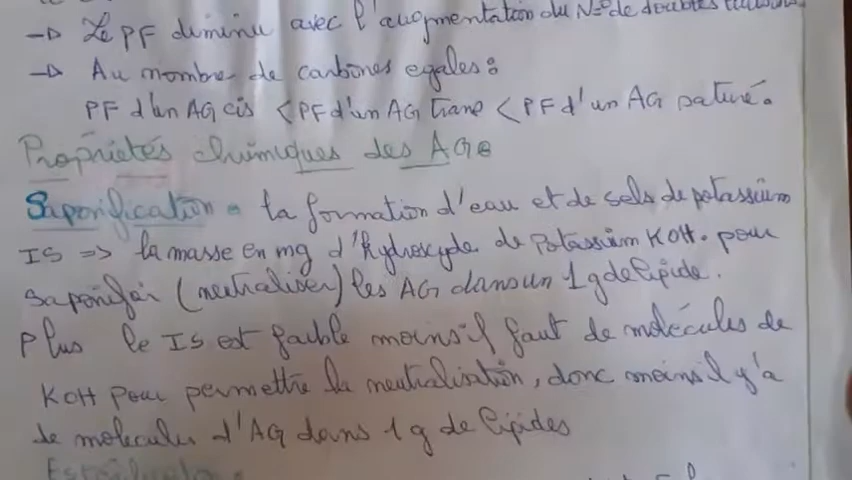 → Le PF diminu avec l'augmentation du N=° de doubles
→ Au nombre de carbones egales :
PF d'un AG cis < PF d'un AG trans < PF d'un AG saturé.
Propriétés chimiques des AG :
Saponification : la formation d'eau et de sels de potassium
IS => la masse en mg d'hydroxyde de potassium KOH. pour
saponifier (neutraliser) les AG dans un 1g de lipide.
Plus le IS est faible moins il faut de molécules de
KOH pour permettre la neutralisation, donc moins il y'a
de molecules d'AG dans 1g de lipides